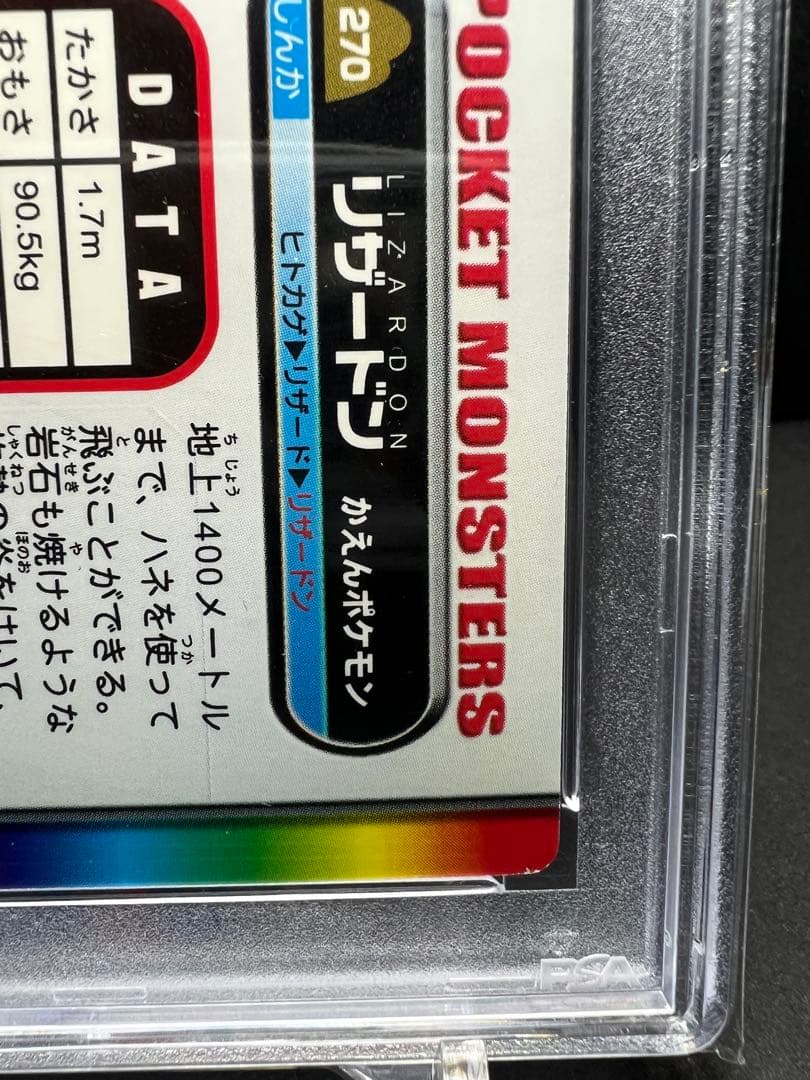 POCKET MONSTERS
270
LIZARDON
リザードン かえんポケモン
しんか
ヒトカゲ▶リザード▶リザードン
DATA
たかさ 1.7m
おもさ 90.5kg
地上1400メートル
まで、ハネを使って
飛ぶことができる。
岩石も焼けるような
PSA